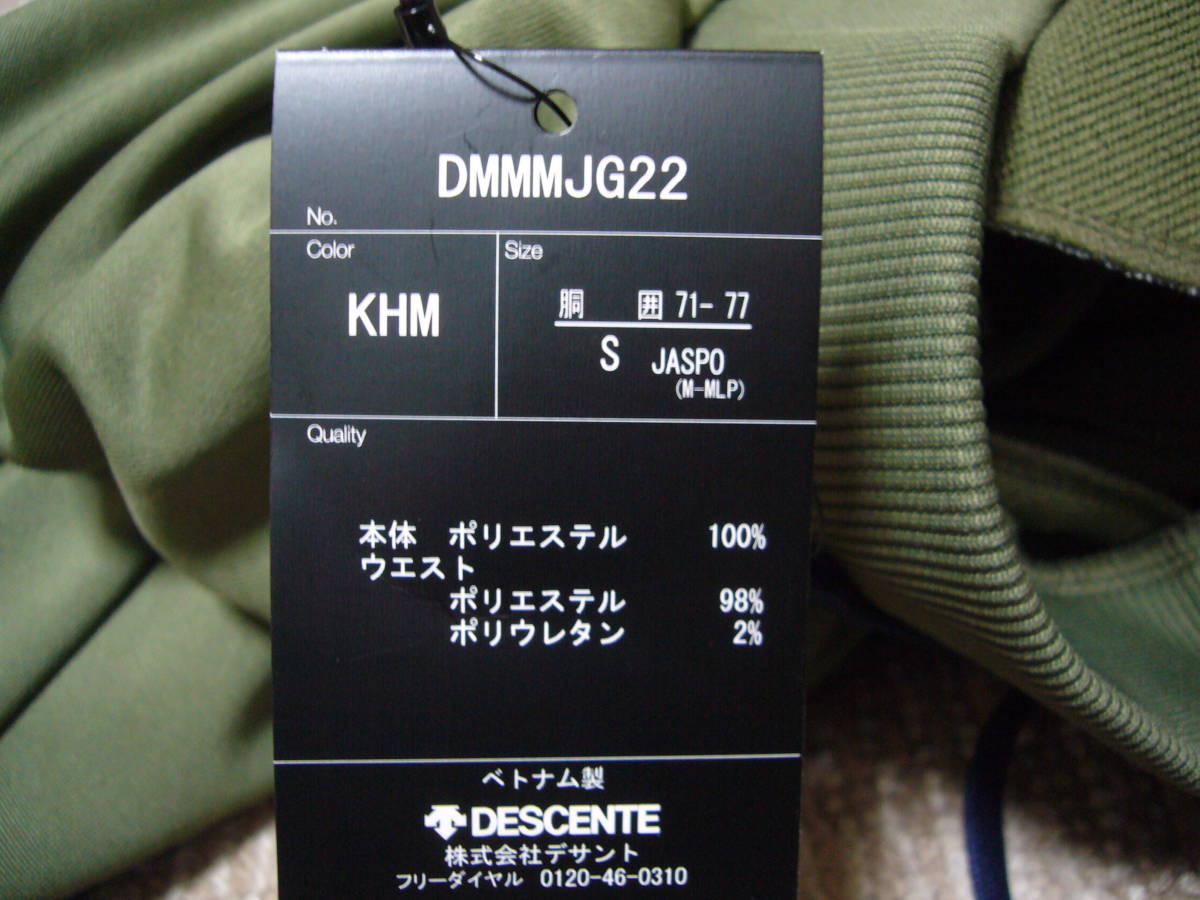 DMMMJG22
No.
Color
Size
KHM
胴 囲 71- 77
S JASPO
(M-MLP)
Quality
本体 ポリエステル 100%
ウエスト
ポリエステル 98%
ポリウレタン 2%
ベトナム製
DESCENTE
株式会社デサント
フリーダイヤル 0120-46-0310